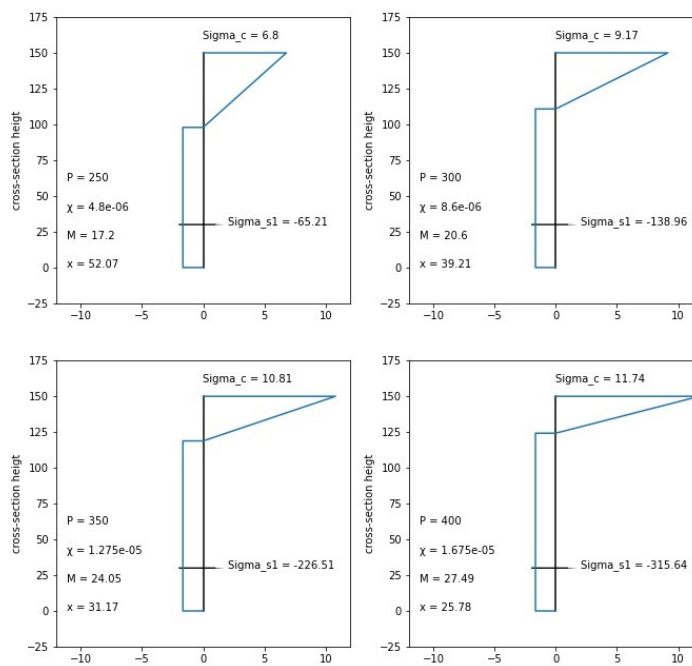 175
Sigma_c = 6.8
150
125
100
75
50
25
0
−25
cross-section heigt
P = 250
χ = 4.8e-06
M = 17.2
x = 52.07
Sigma_s1 = -65.21
−10
−5
0
5
10
175
Sigma_c = 9.17
150
125
100
75
50
25
0
−25
cross-section heigt
P = 300
χ = 8.6e-06
M = 20.6
x = 39.21
Sigma_s1 = -138.96
−10
−5
0
5
10
175
Sigma_c = 10.81
150
125
100
75
50
25
0
−25
cross-section heigt
P = 350
χ = 1.275e-05
M = 24.05
x = 31.17
Sigma_s1 = -226.51
−10
−5
0
5
10
175
Sigma_c = 11.74
150
125
100
75
50
25
0
−25
cross-section heigt
P = 400
χ = 1.675e-05
M = 27.49
x = 25.78
Sigma_s1 = -315.64
−10
−5
0
5
10